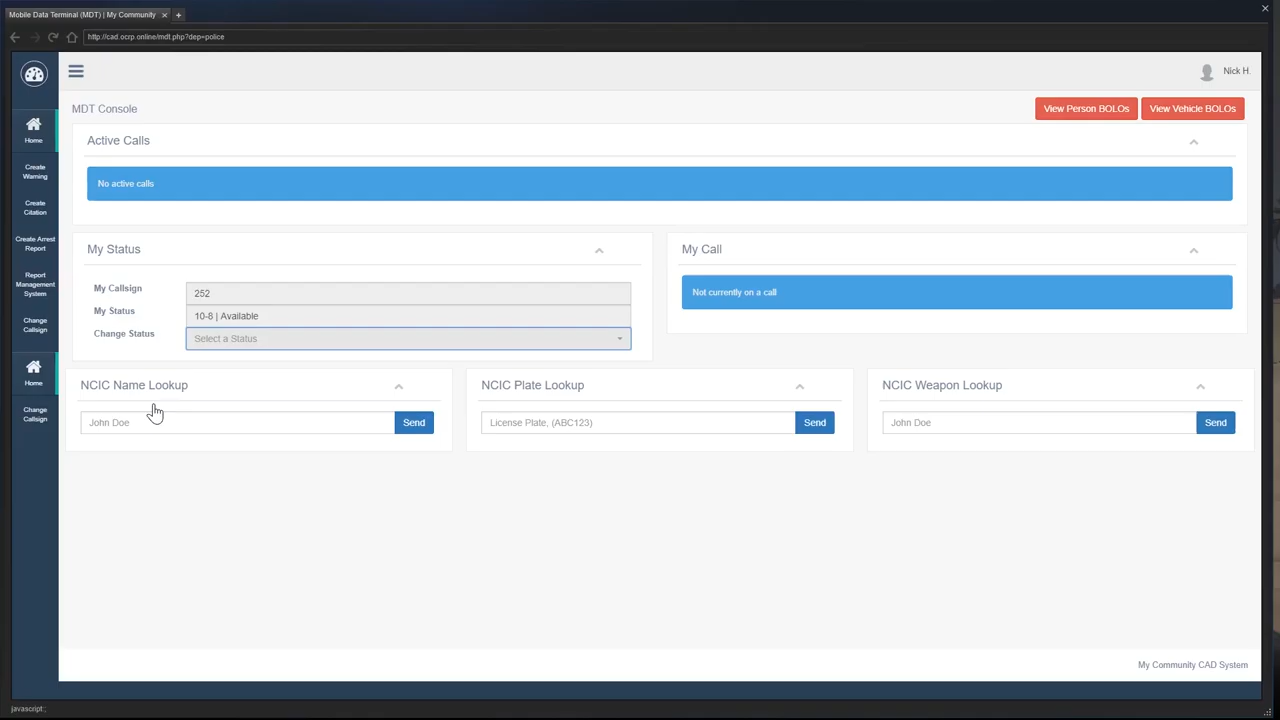 Mobile Data Terminal (MDT) | My Community
http://cad.ocrp.online/mdt.php?dep=police
Nick H.
MDT Console
View Person BOLOs
View Vehicle BOLOs
Home
Create
Warning
Create
Citation
Create Arrest
Report
Report
Management
System
Change
Callsign
Home
Change
Callsign
Active Calls
No active calls
My Status
My Callsign
252
My Status
10-8 | Available
Change Status
Select a Status
My Call
Not currently on a call
NCIC Name Lookup
John Doe
Send
NCIC Plate Lookup
License Plate, (ABC123)
Send
NCIC Weapon Lookup
John Doe
Send
My Community CAD System
javascript:;